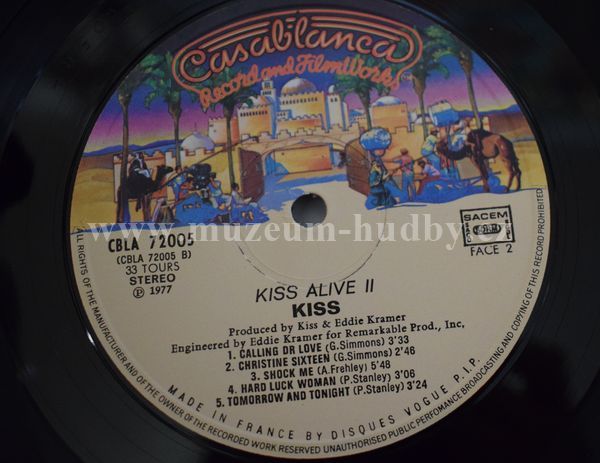 Casablanca
Record and FilmWorks
www.muzeum-hudby.cz
CBLA 72005
(CBLA 72005 B)
33 TOURS
STEREO
℗ 1977
SACEM
FACE 2
KISS ALIVE II
KISS
Produced by Kiss & Eddie Kramer
Engineered by Eddie Kramer for Remarkable Prod., Inc,
1. CALLING DR LOVE (G.Simmons) 3'33
2. CHRISTINE SIXTEEN (G.Simmons) 2'46
3. SHOCK ME (A.Frehley) 5'48
4. HARD LUCK WOMAN (P.Stanley) 3'06
5. TOMORROW AND TONIGHT (P.Stanley) 3'24
MADE IN FRANCE BY DISQUES VOGUE P.I.P.
ALL RIGHTS OF THE MANUFACTURER AND OF THE OWNER OF THE RECORDED WORK RESERVED UNAUTHORISED PUBLIC PERFOMANCE BROADCASTING AND COPYING OF THIS RECORD PROHIBITED